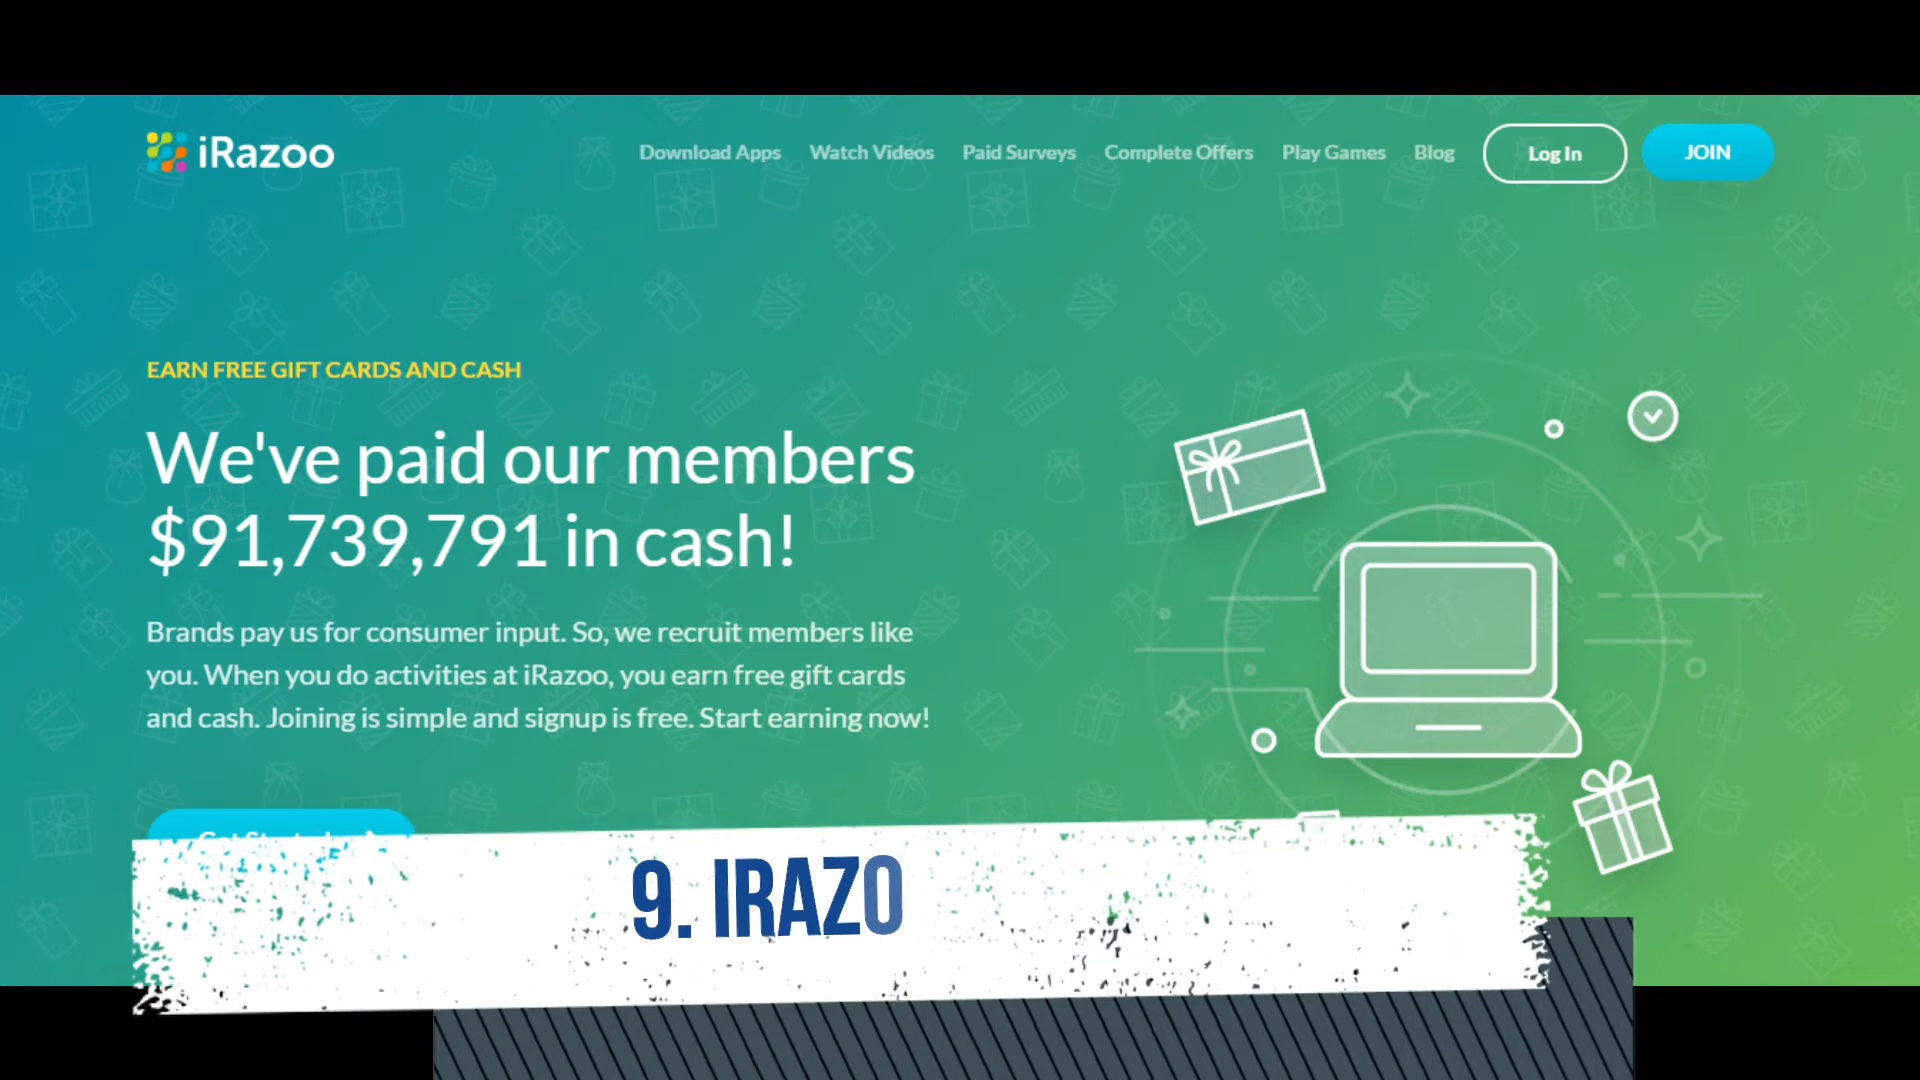 iRazoo
Download Apps Watch Videos Paid Surveys Complete Offers Play Games Blog Log In JOIN
EARN FREE GIFT CARDS AND CASH
We've paid our members
$91,739,791 in cash!
Brands pay us for consumer input. So, we recruit members like
you. When you do activities at iRazoo, you earn free gift cards
and cash. Joining is simple and signup is free. Start earning now!
9. IRAZO